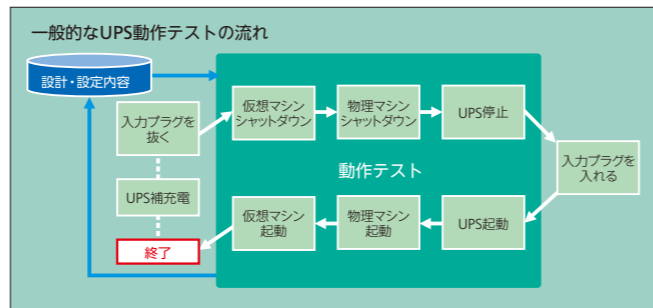 一般的なUPS動作テストの流れ
設計・設定内容
入力プラグを
抜く
仮想マシン
シャットダウン
物理マシン
シャットダウン
UPS停止
入力プラグを
入れる
動作テスト
UPS補充電
仮想マシン
起動
物理マシン
起動
UPS起動
終了